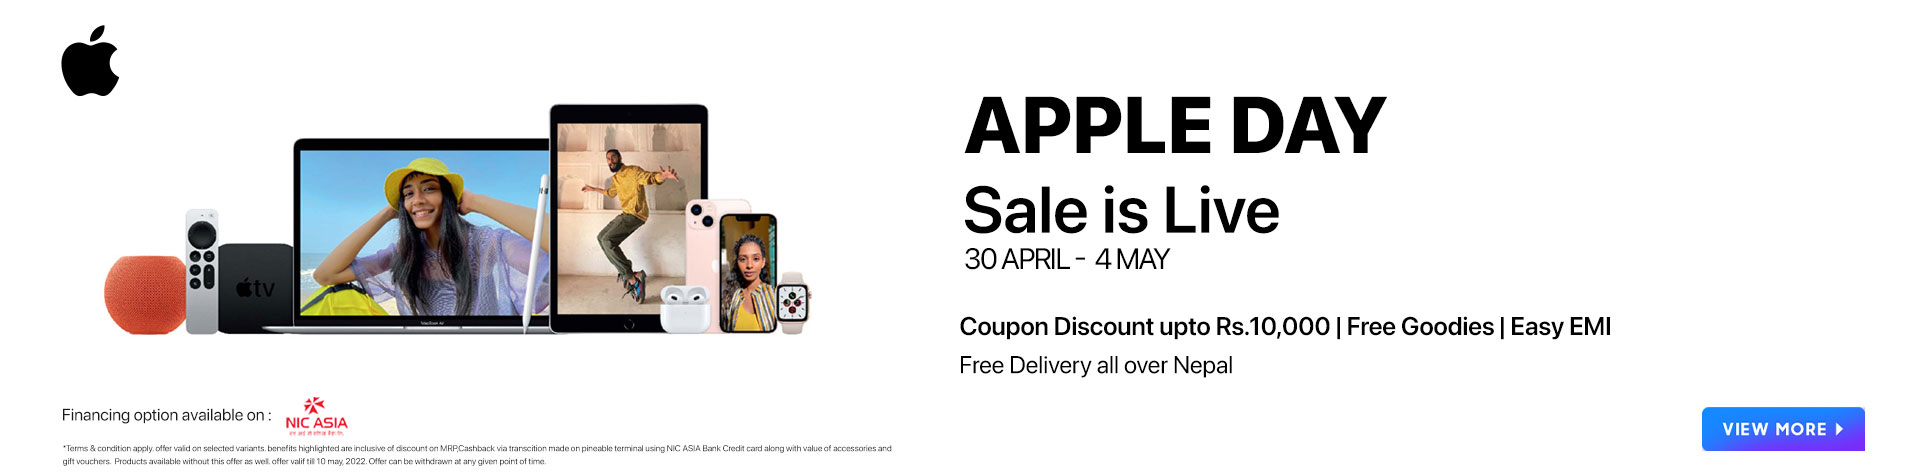 APPLE DAY
Sale is Live
30 APRIL - 4 MAY
Coupon Discount upto Rs.10,000 | Free Goodies | Easy EMI
Free Delivery all over Nepal
tv
MacBook Air
Financing option available on :
NIC ASIA
*Terms & condition apply. offer valid on selected variants. benefits highlighted are inclusive of discount on MRP,Cashback via transcition made on pineable terminal using NIC ASIA Bank Credit card along with value of accessories and
gift vouchers. Products available without this offer as well. offer valif till 10 may, 2022. Offer can be withdrawn at any given point of time.
VIEW MORE